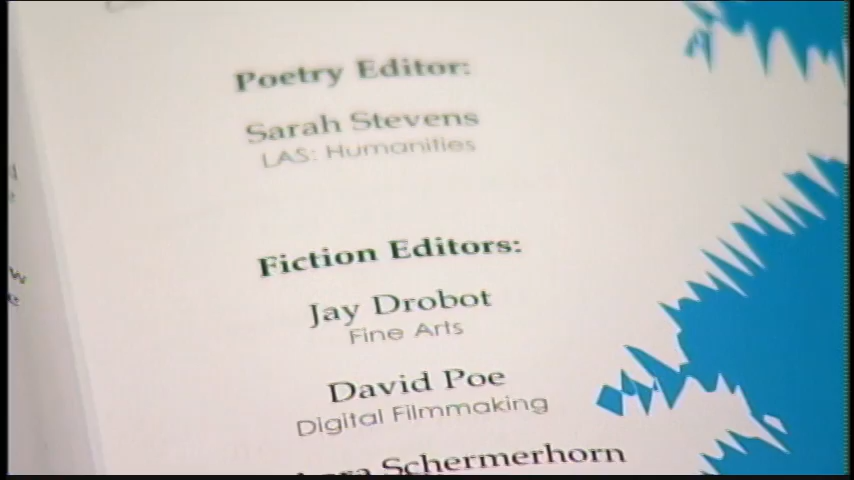 Poetry Editor:
Sarah Stevens
LAS: Humanities
Fiction Editors:
Jay Drobot
Fine Arts
David Poe
Digital Filmmaking
Schermerhorn